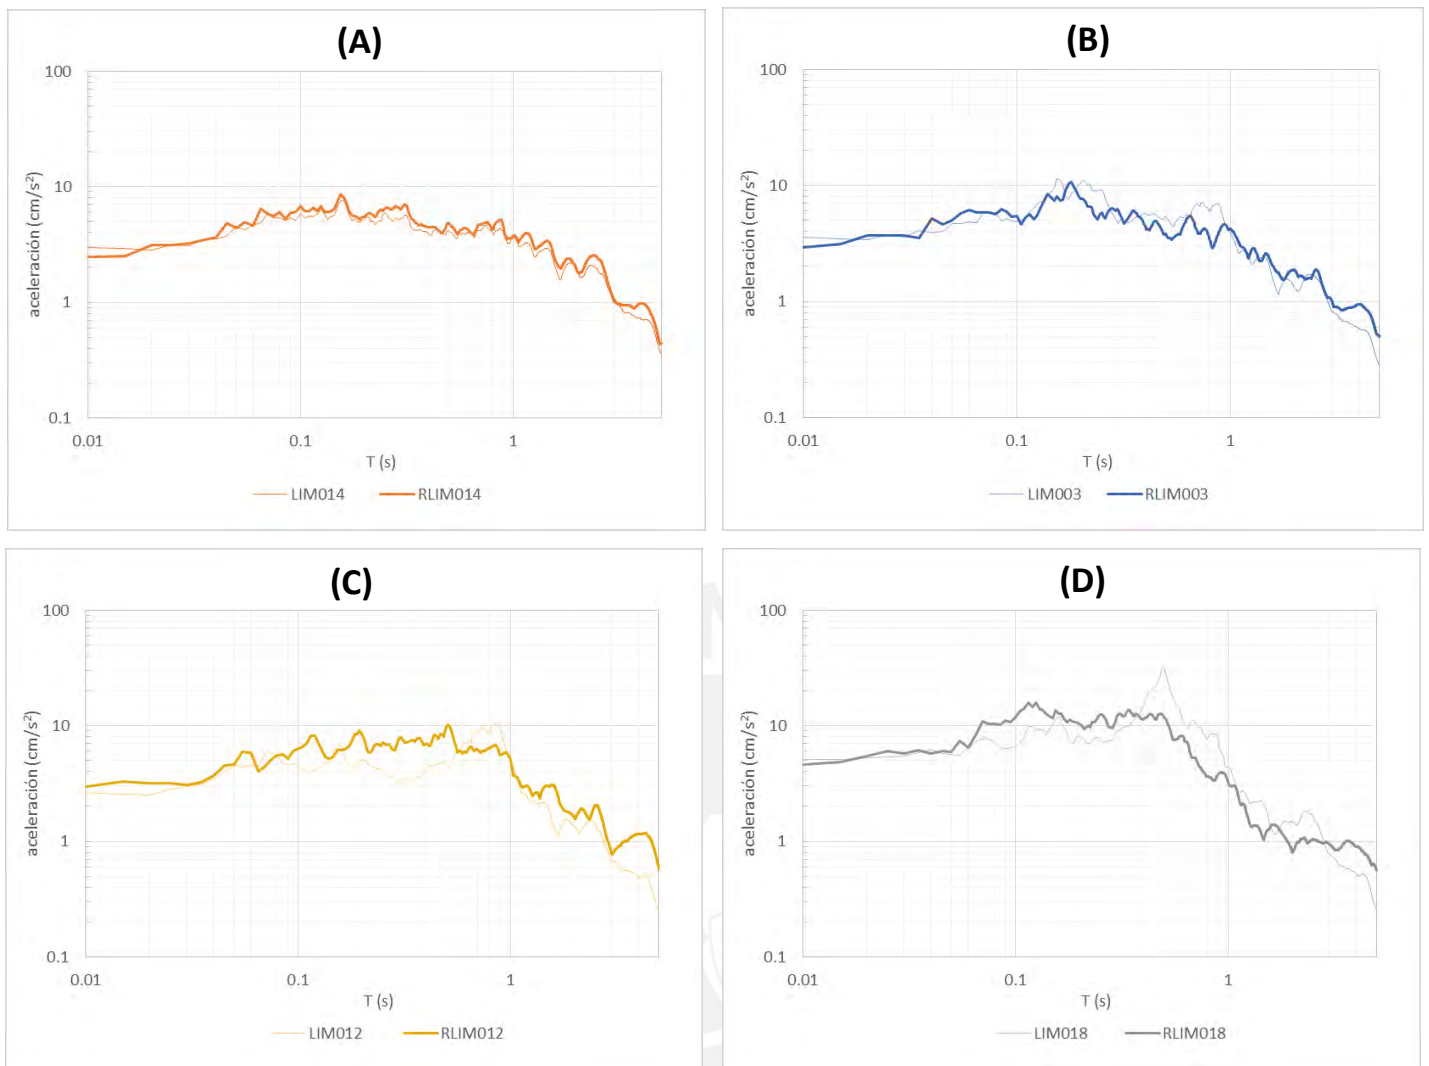 (A)
100
10
1
0.1
aceleración (cm/s²)
0.01 0.1 1
T (s)
LIM014 RLIM014
(B)
100
10
1
0.1
aceleración (cm/s²)
0.01 0.1 1
T (s)
LIM003 RLIM003
(C)
100
10
1
0.1
aceleración (cm/s²)
0.01 0.1 1
T (s)
LIM012 RLIM012
(D)
100
10
1
0.1
aceleración (cm/s²)
0.01 0.1 1
T (s)
LIM018 RLIM018